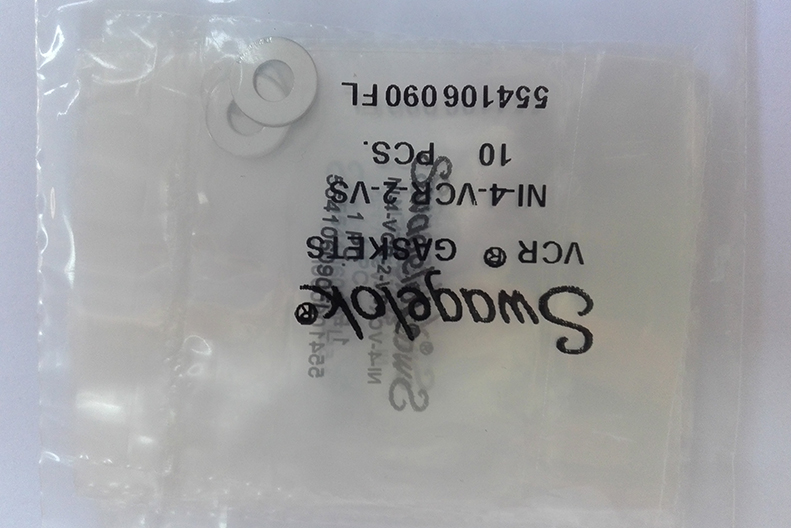 Swagelok®
VCR® GASKETS
NI-4-VCR-2-VS
10 PCS.
554106090FL